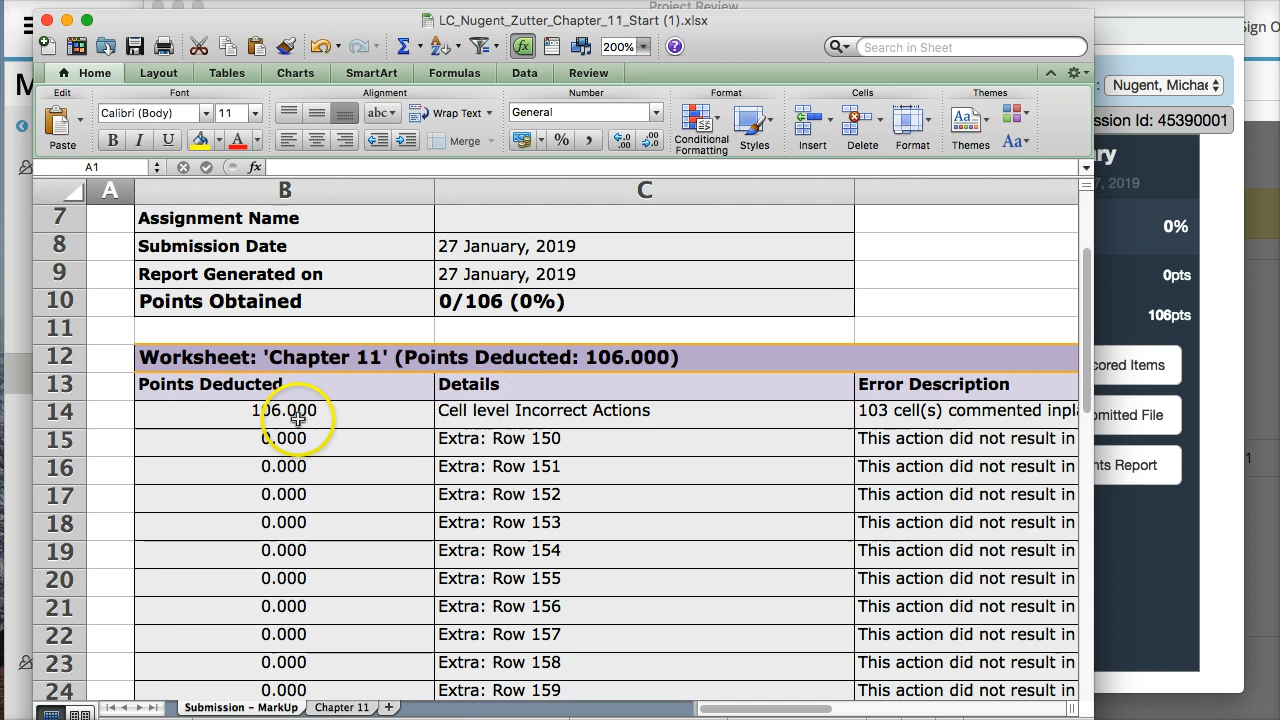 Project Review
LC_Nugent_Zutter_Chapter_11_Start (1).xlsx
Sign O
200%
Search in Sheet
Home Layout Tables Charts SmartArt Formulas Data Review
Nugent, Michae
Edit Font Alignment Number Format Cells Themes
Calibri (Body) 11 abc Wrap Text General
ssion Id: 45390001
Paste B I U A Merge % Conditional Formatting Styles Insert Delete Format Themes Aa
A1 fx
ry
7, 2019
A B C
7 Assignment Name
8 Submission Date 27 January, 2019
9 Report Generated on 27 January, 2019
10 Points Obtained 0/106 (0%)
11
12 Worksheet: 'Chapter 11' (Points Deducted: 106.000)
13 Points Deducted Details Error Description
14 106.000 Cell level Incorrect Actions 103 cell(s) commented inpla
15 0.000 Extra: Row 150 This action did not result in
16 0.000 Extra: Row 151 This action did not result in
17 0.000 Extra: Row 152 This action did not result in
18 0.000 Extra: Row 153 This action did not result in
19 0.000 Extra: Row 154 This action did not result in
20 0.000 Extra: Row 155 This action did not result in
21 0.000 Extra: Row 156 This action did not result in
22 0.000 Extra: Row 157 This action did not result in
23 0.000 Extra: Row 158 This action did not result in
24 0.000 Extra: Row 159 This action did not result in
0%
0pts
106pts
cored Items
bmitted File
nts Report
1
M
Submission - MarkUp Chapter 11 +